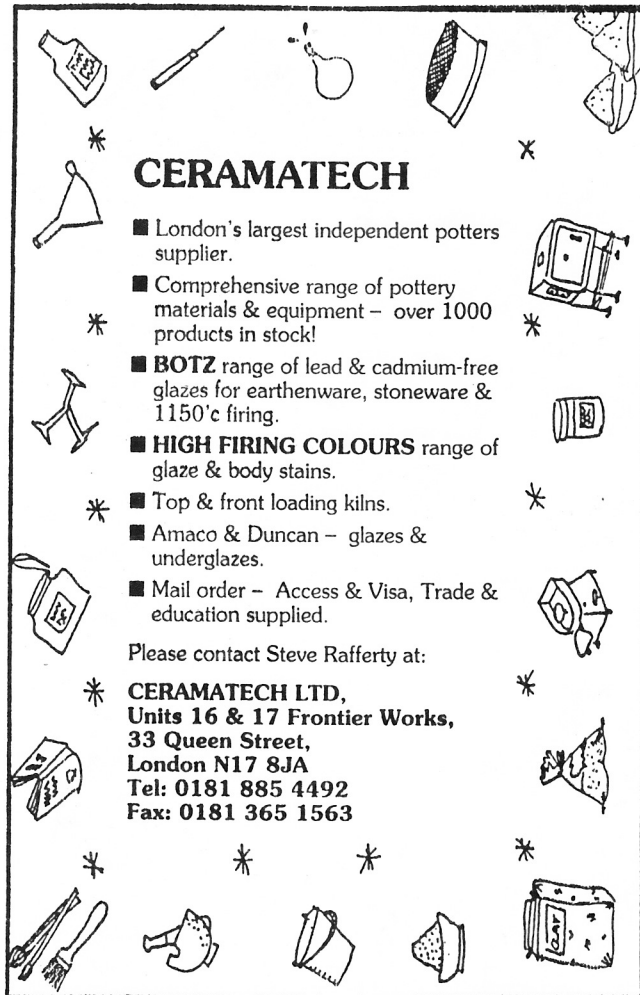 CERAMATECH
■ London's largest independent potters
supplier.
■ Comprehensive range of pottery
materials & equipment – over 1000
products in stock!
■ BOTZ range of lead & cadmium-free
glazes for earthenware, stoneware &
1150'c firing.
■ HIGH FIRING COLOURS range of
glaze & body stains.
■ Top & front loading kilns.
■ Amaco & Duncan – glazes &
underglazes.
■ Mail order – Access & Visa, Trade &
education supplied.
Please contact Steve Rafferty at:
CERAMATECH LTD,
Units 16 & 17 Frontier Works,
33 Queen Street,
London N17 8JA
Tel: 0181 885 4492
Fax: 0181 365 1563
CLAY